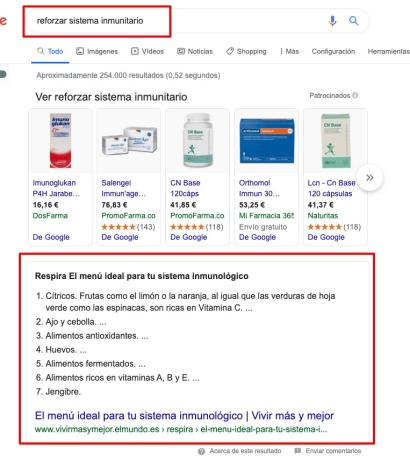 e
reforzar sistema inmunitario
Todo Imágenes Vídeos Noticias Shopping Más Configuración Herramientas
Aproximadamente 254.000 resultados (0,52 segundos)
Ver reforzar sistema inmunitario Patrocinados
Imunoglukan Salengei CN Base Orthomol Lcn - Cn Base
P4H Jarabe... Immun'age... 120cáps Immun 30... 120 cápsulas
16,16 € 76,83 € 41,85 € 53,25 € 41,37 €
DosFarma PromoFarma.co PromoFarma.co Mi Farmacia 365 Naturitas
(143) (118) Envío gratuito (118)
De Google De Google De Google De Google De Google
Respira El menú ideal para tu sistema inmunológico
1. Cítricos. Frutas como el limón o la naranja, al igual que las verduras de hoja
verde como las espinacas, son ricas en Vitamina C. ...
2. Ajo y cebolla. ...
3. Alimentos antioxidantes. ...
4. Huevos. ...
5. Alimentos fermentados. ...
6. Alimentos ricos en vitaminas A, B y E. ...
7. Jengibre.
El menú ideal para tu sistema inmunológico | Vivir más y mejor
www.vivirmasymejor.elmundo.es › respira › el-menu-ideal-para-tu-sistema-i...
Acerca de este resultado Enviar comentarios